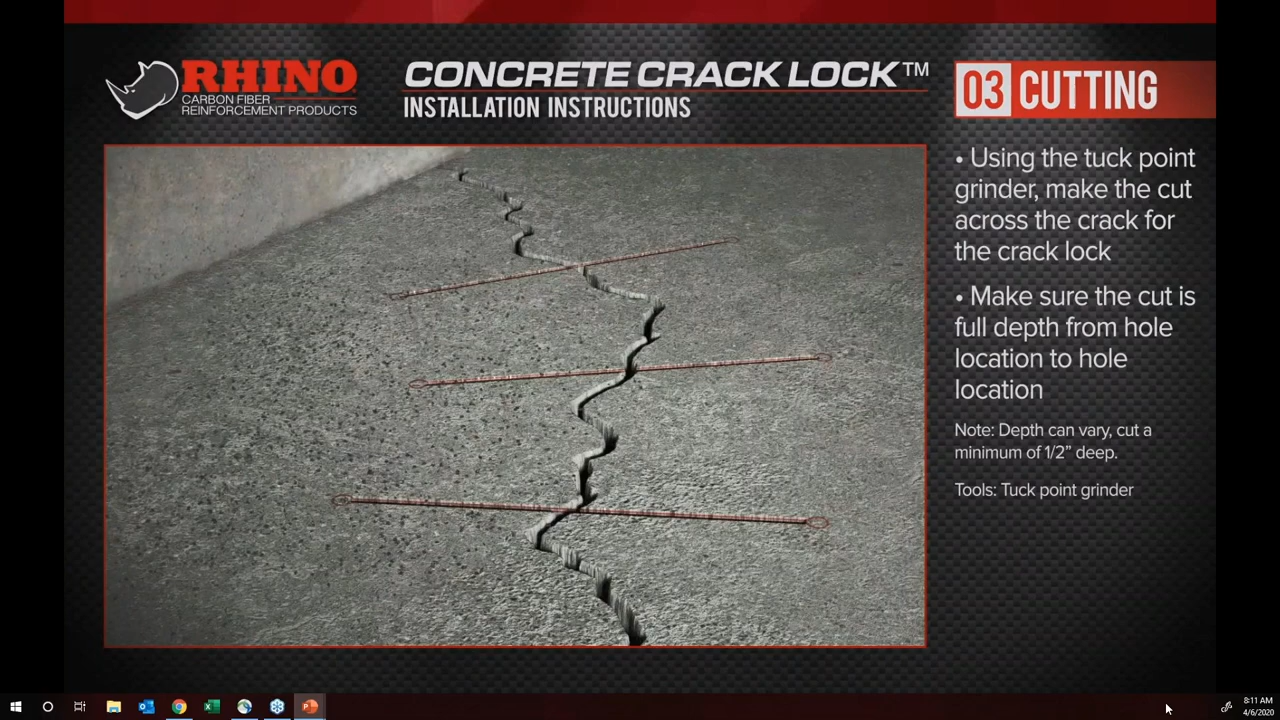 RHINO
CARBON FIBER
REINFORCEMENT PRODUCTS
CONCRETE CRACK LOCK™
INSTALLATION INSTRUCTIONS
03 CUTTING
• Using the tuck point
grinder, make the cut
across the crack for
the crack lock
• Make sure the cut is
full depth from hole
location to hole
location
Note: Depth can vary, cut a
minimum of 1/2” deep.
Tools: Tuck point grinder
8:11 AM
4/6/2020